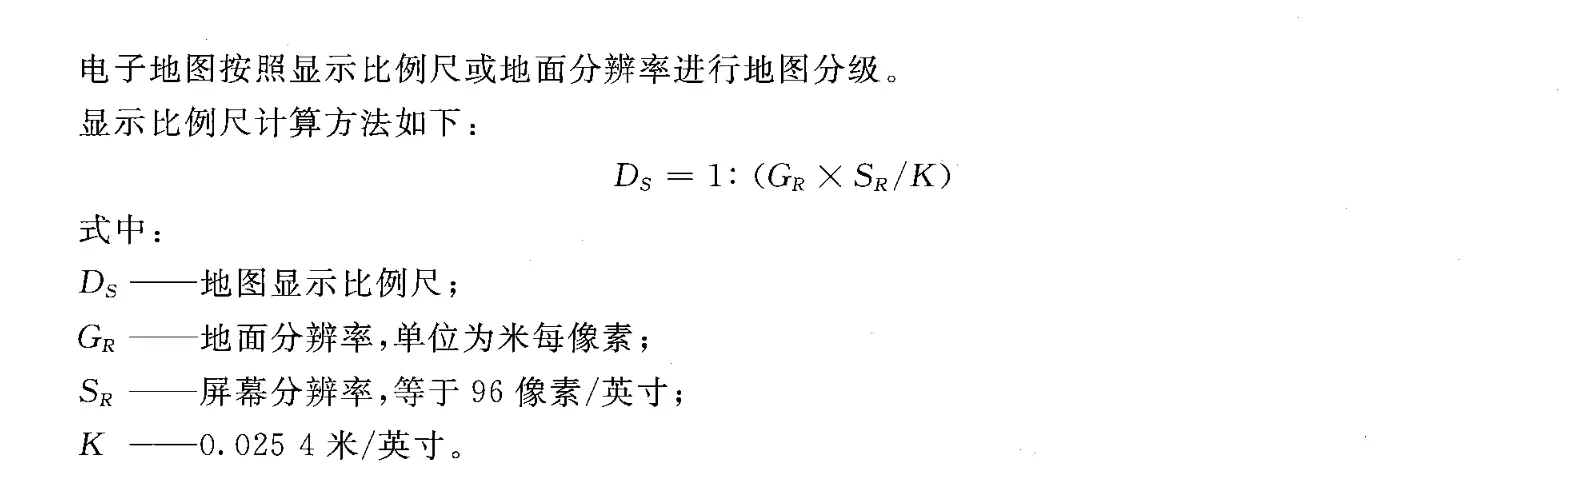 电子地图按照显示比例尺或地面分辨率进行地图分级。
显示比例尺计算方法如下：
D_S = 1：(G_R × S_R/K)
式中：
D_S ——地图显示比例尺；
G_R ——地面分辨率，单位为米每像素；
S_R ——屏幕分辨率，等于 96 像素/英寸；
K ——0.025 4 米/英寸。